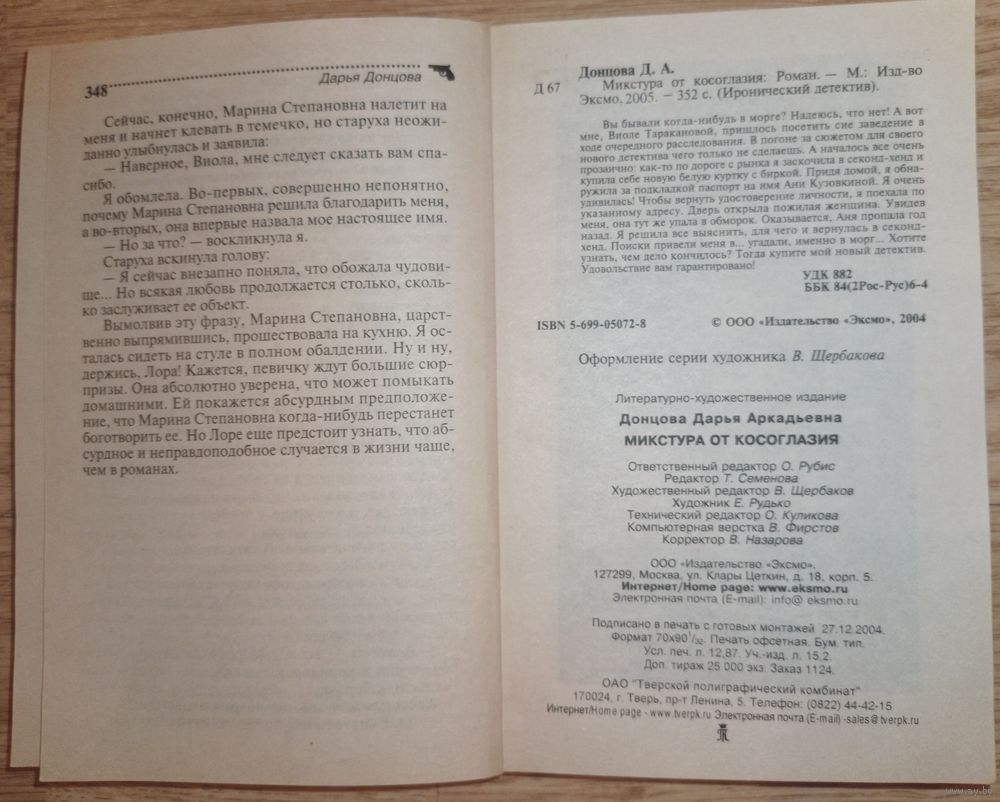 348
Дарья Донцова
Сейчас, конечно, Марина Степановна налетит на
меня и начнет клевать в темечко, но старуха неожи-
данно улыбнулась и заявила:
— Наверное, Виола, мне следует сказать вам спа-
сибо.
Я обомлела. Во-первых, совершенно непонятно,
почему Марина Степановна решила благодарить меня,
а во-вторых, она впервые назвала мое настоящее имя.
— Но за что? — воскликнула я.
Старуха вскинула голову:
— Я сейчас внезапно поняла, что обожала чудови-
ще... Но всякая любовь продолжается столько, сколь-
ко заслуживает ее объект.
Вымолвив эту фразу, Марина Степановна, царст-
венно выпрямившись, прошествовала на кухню. Я ос-
талась сидеть на стуле в полном обалдении. Ну и ну,
держись, Лора! Кажется, певичку ждут большие сюр-
призы. Она абсолютно уверена, что может помыкать
домашними. Ей покажется абсурдным предположе-
ние, что Марина Степановна когда-нибудь перестанет
боготворить ее. Но Лоре еще предстоит узнать, что аб-
сурдное и неправдоподобное случается в жизни чаще,
чем в романах.
Донцова Д. А.
Д 67 Микстура от косоглазия: Роман. — М.: Изд-во
Эксмо, 2005. — 352 с. (Иронический детектив).
Вы бывали когда-нибудь в морге? Надеюсь, что нет! А вот
мне, Виоле Таракановой, пришлось посетить сие заведение в
ходе очередного расследования. В погоне за сюжетом для своего
нового детектива чего только не сделаешь. А началось все очень
прозаично: как-то по дороге с рынка я заскочила в секонд-хенд и
купила себе новую белую куртку с биркой. Придя домой, я обна-
ружила за подкладкой паспорт на имя Ани Кузовкиной. Я очень
удивилась! Чтобы вернуть удостоверение личности, я поехала по
указанному адресу. Дверь открыла пожилая женщина. Увидев
меня, она тут же упала в обморок. Оказывается, Аня пропала год
назад. Я решила все выяснить, для чего и вернулась в секонд-
хенд. Поиски привели меня в... угадали, именно в морг... Хотите
узнать, чем дело кончилось? Тогда купите мой новый детектив.
Удовольствие вам гарантировано!
УДК 882
ББК 84(2Рос-Рус)6-4
ISBN 5-699-05072-8
© ООО «Издательство «Эксмо», 2004
Оформление серии художника В. Щербакова
Литературно-художественное издание
Донцова Дарья Аркадьевна
МИКСТУРА ОТ КОСОГЛАЗИЯ
Ответственный редактор О. Рубис
Редактор Т. Семенова
Художественный редактор В. Щербаков
Художник Е. Рудько
Технический редактор О. Куликова
Компьютерная верстка В. Фирстов
Корректор В. Назарова
ООО «Издательство «Эксмо».
127299, Москва, ул. Клары Цеткин, д. 18, корп. 5.
Интернет/Home page: www.eksmo.ru
Электронная почта (E-mail): info@ eksmo.ru
Подписано в печать с готовых монтажей 27.12.2004.
Формат 70х90 1/32. Печать офсетная. Бум. тип.
Усл. печ. л. 12,87. Уч.-изд. л. 15,2.
Доп. тираж 25 000 экз. Заказ 1124.
ОАО "Тверской полиграфический комбинат"
170024, г. Тверь, пр-т Ленина, 5. Телефон: (0822) 44-42-15
Интернет/Home page - www.tverpk.ru Электронная почта (E-mail) -sales@tverpk.ru
www.ay.by